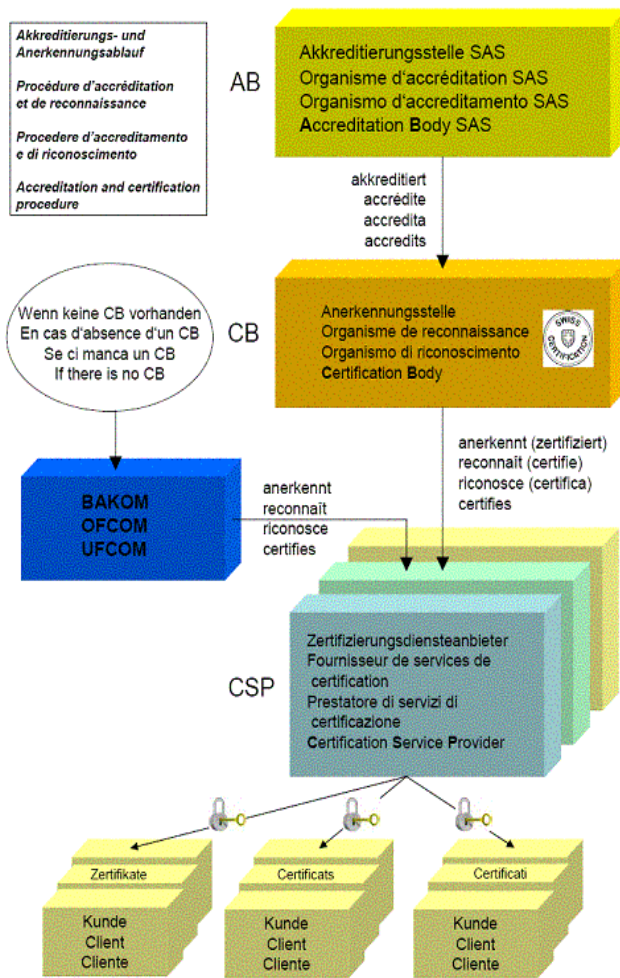 Akkreditierungs- und
Anerkennungsablauf
Procédure d'accréditation
et de reconnaissance
Procedere d'accreditamento
e di riconoscimento
Accreditation and certification
procedure
AB
Akkreditierungsstelle SAS
Organisme d'accréditation SAS
Organismo d'accreditamento SAS
Accreditation Body SAS
akkreditiert
accrédite
accredita
accredits
Wenn keine CB vorhanden
En cas d'absence d'un CB
Se ci manca un CB
If there is no CB
CB
Anerkennungsstelle
Organisme de reconnaissance
Organismo di riconoscimento
Certification Body
SWISS
CERTIFICATION
anerkennt (zertifiziert)
reconnaît (certifie)
riconosce (certifica)
certifies
BAKOM
OFCOM
UFCOM
anerkennt
reconnaît
riconosce
certifies
CSP
Zertifizierungsdiensteanbieter
Fournisseur de services de
certification
Prestatore di servizi di
certificazione
Certification Service Provider
Zertifikate
Kunde
Client
Cliente
Certificats
Kunde
Client
Cliente
Certificati
Kunde
Client
Cliente